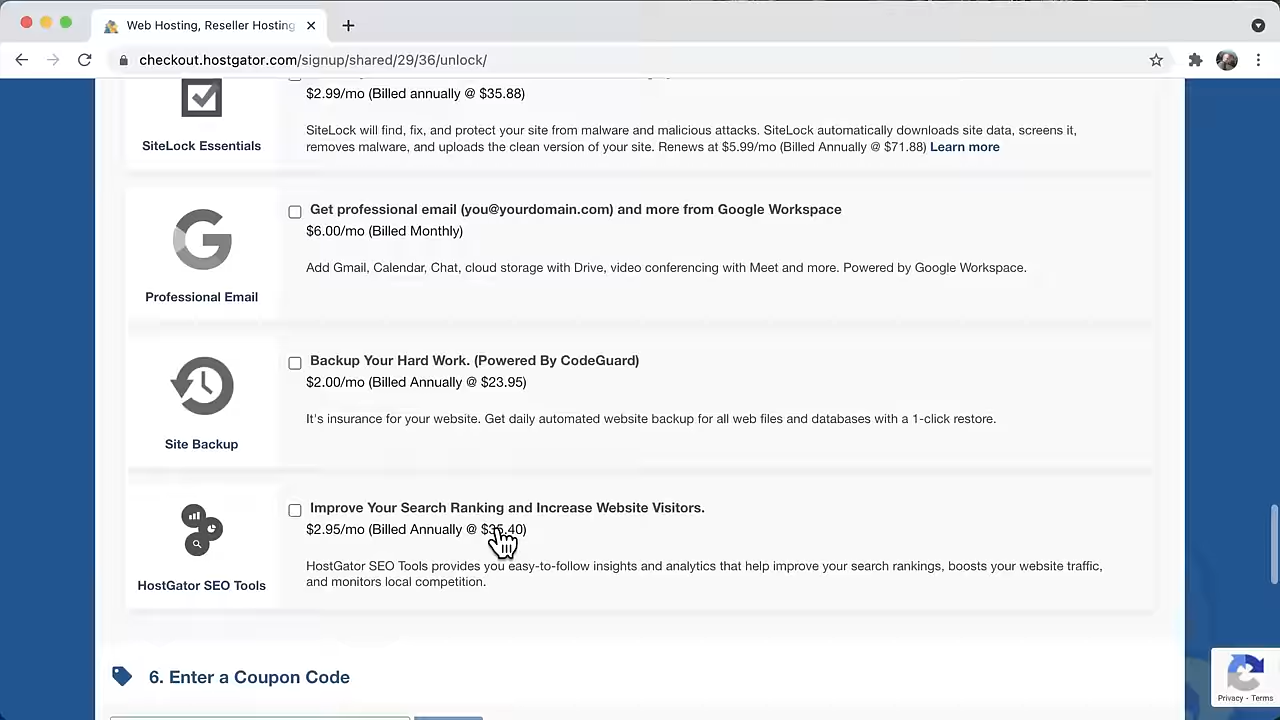 Web Hosting, Reseller Hosting
checkout.hostgator.com/signup/shared/29/36/unlock/
$2.99/mo (Billed annually @ $35.88)
SiteLock will find, fix, and protect your site from malware and malicious attacks. SiteLock automatically downloads site data, screens it,
removes malware, and uploads the clean version of your site. Renews at $5.99/mo (Billed Annually @ $71.88) Learn more
SiteLock Essentials
Get professional email (you@yourdomain.com) and more from Google Workspace
$6.00/mo (Billed Monthly)
Add Gmail, Calendar, Chat, cloud storage with Drive, video conferencing with Meet and more. Powered by Google Workspace.
Professional Email
Backup Your Hard Work. (Powered By CodeGuard)
$2.00/mo (Billed Annually @ $23.95)
It's insurance for your website. Get daily automated website backup for all web files and databases with a 1-click restore.
Site Backup
Improve Your Search Ranking and Increase Website Visitors.
$2.95/mo (Billed Annually @ $35.40)
HostGator SEO Tools provides you easy-to-follow insights and analytics that help improve your search rankings, boosts your website traffic,
and monitors local competition.
HostGator SEO Tools
6. Enter a Coupon Code
Privacy - Terms